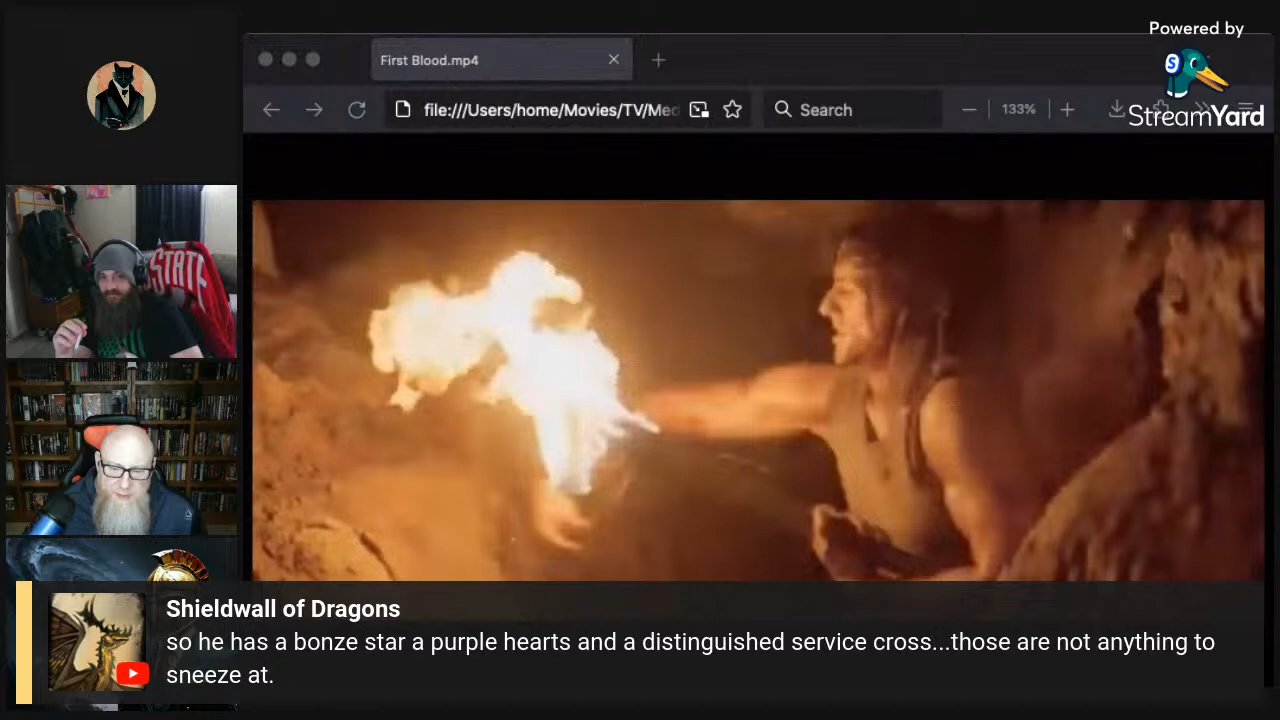 Powered by
StreamYard
First Blood.mp4
file:///Users/home/Movies/TV/Med
Search
133%
STATE
Shieldwall of Dragons
so he has a bonze star a purple hearts and a distinguished service cross...those are not anything to
sneeze at.